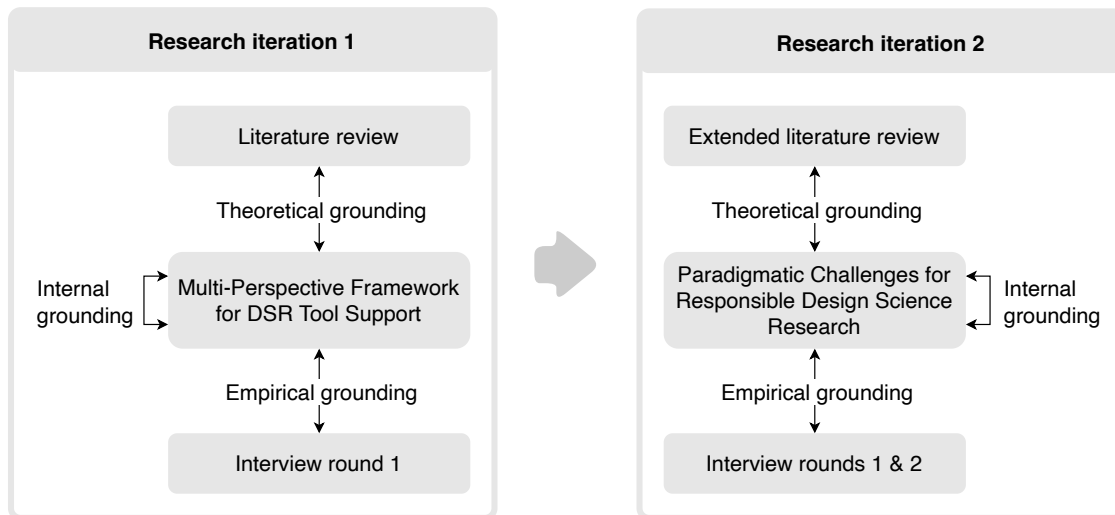 Research iteration 1
Literature review
Theoretical grounding
Internal
grounding
Multi-Perspective Framework
for DSR Tool Support
Empirical grounding
Interview round 1
Research iteration 2
Extended literature review
Theoretical grounding
Paradigmatic Challenges for
Responsible Design Science
Research
Internal
grounding
Empirical grounding
Interview rounds 1 & 2